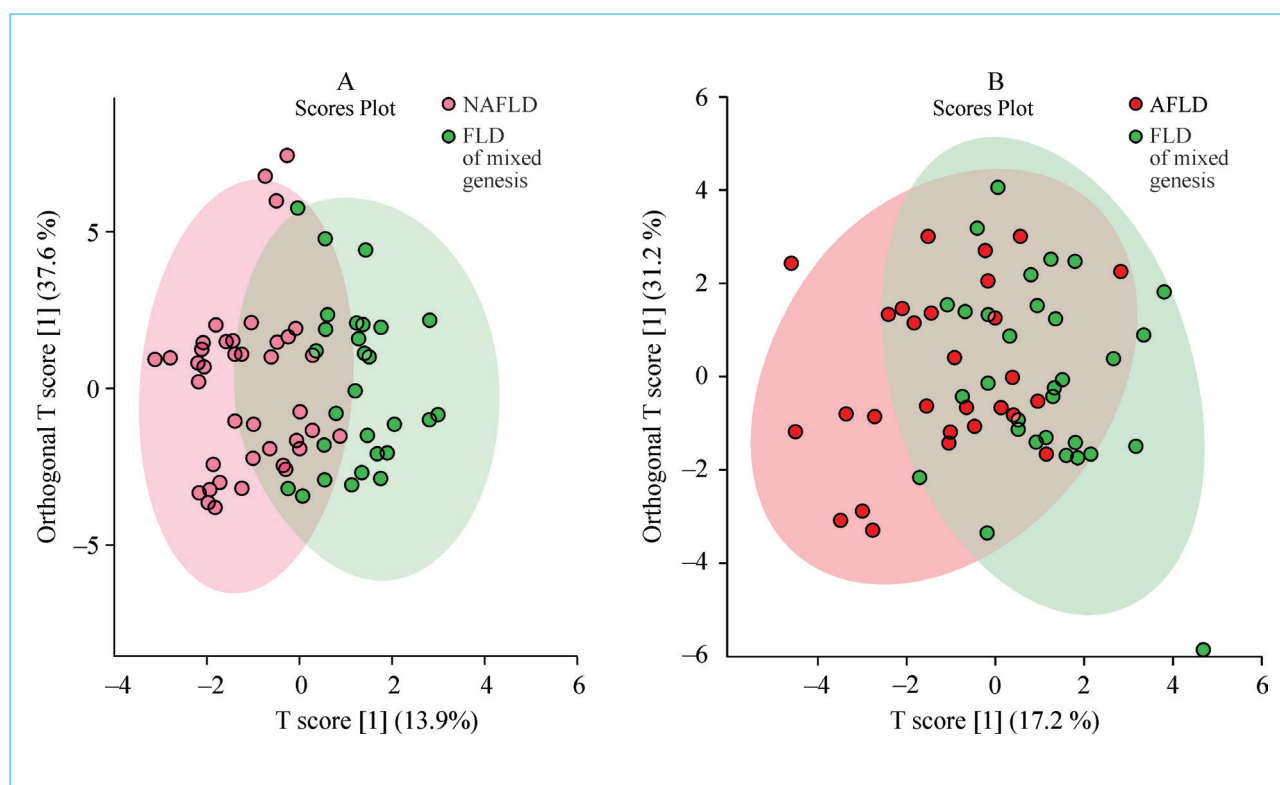 A
Scores Plot
NAFLD
FLD
of mixed
genesis
Orthogonal T score [1] (37.6 %)
5
0
–5
–4
–2
0
2
4
6
T score [1] (13.9%)
B
Scores Plot
AFLD
FLD
of mixed
genesis
Orthogonal T score [1] (31.2 %)
6
4
2
0
–2
–4
–6
–4
–2
0
2
4
6
T score [1] (17.2 %)